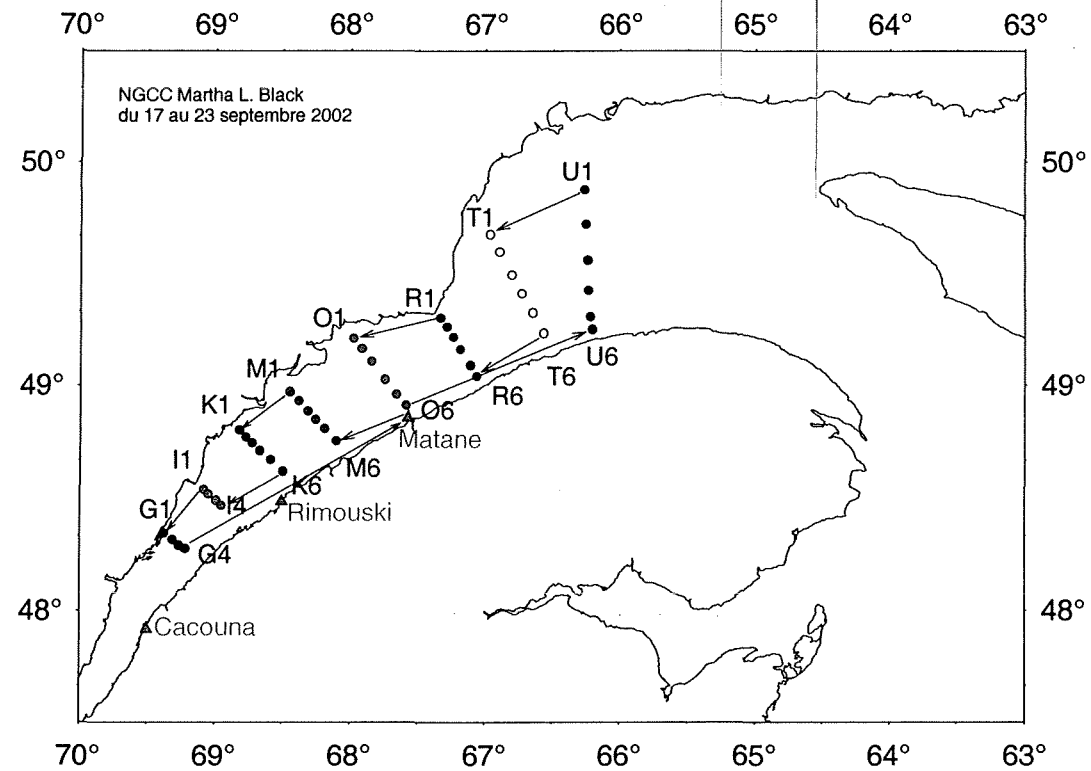 70° 69° 68° 67° 66° 65° 64° 63°
NGCC Martha L. Black
du 17 au 23 septembre 2002
50° 50°
U1
T1
R1
O1
49° 49°
U6
M1
T6
R6
K1
O6
Matane
I1
M6
K6
G1
I4
Rimouski
G4
48° 48°
Cacouna
70° 69° 68° 67° 66° 65° 64° 63°